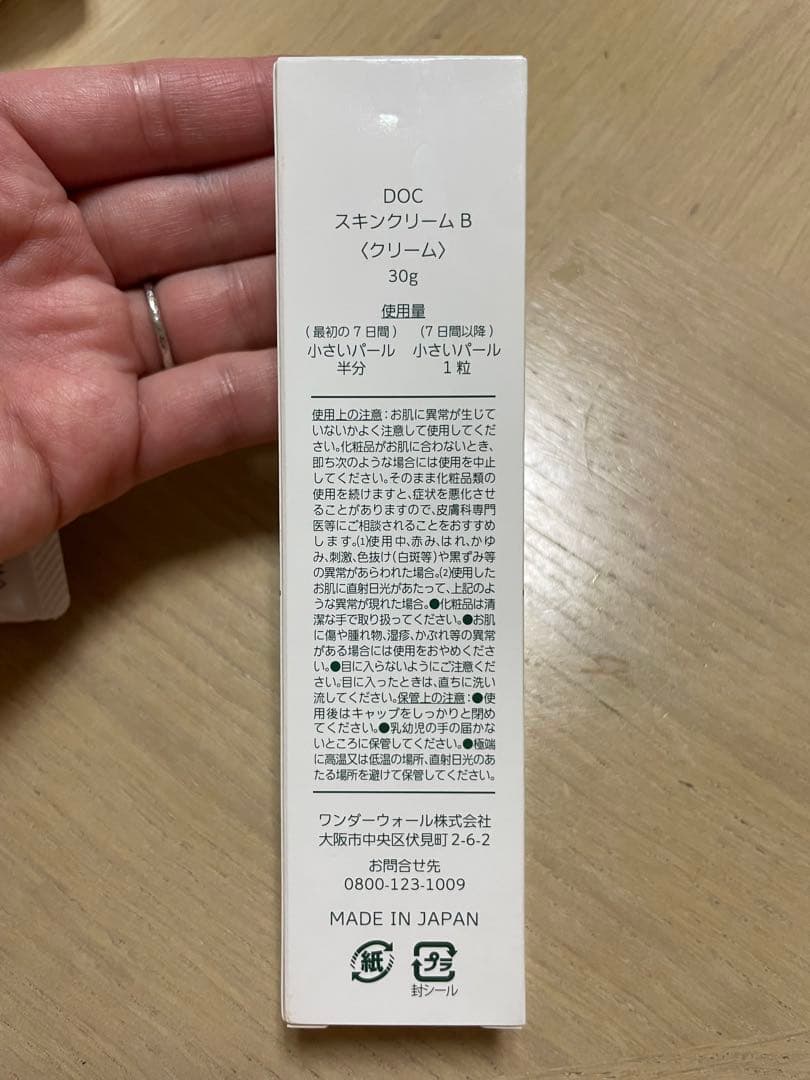 DOC
スキンクリーム B
〈クリーム〉
30g
使用量
(最初の7日間) (7日間以降)
小さいパール 小さいパール
半分 1粒
使用上の注意:お肌に異常が生じて
いないかよく注意して使用してくだ
さい。化粧品がお肌に合わないとき、
即ち次のような場合には使用を中止
してください。そのまま化粧品類の
使用を続けますと、症状を悪化させ
ることがありますので、皮膚科専門
医等にご相談されることをおすすめ
します。⑴使用中、赤み、はれ、かゆ
み、刺激、色抜け(白斑等)や黒ずみ等
の異常があらわれた場合。⑵使用した
お肌に直射日光があたって、上記のよ
うな異常が現れた場合。●化粧品は清
潔な手で取り扱ってください。●お肌
に傷や腫れ物、湿疹、かぶれ等の異常
がある場合には使用をおやめくださ
い。●目に入らないようにご注意くだ
さい。目に入ったときは、直ちに洗い
流してください。保管上の注意:●使
用後はキャップをしっかりと閉め
てください。●乳幼児の手の届かな
いところに保管してください。●極端
に高温又は低温の場所、直射日光のあ
たる場所を避けて保管してください。
ワンダーウォール株式会社
大阪市中央区伏見町2-6-2
お問合せ先
0800-123-1009
MADE IN JAPAN
紙 プラ
封シール